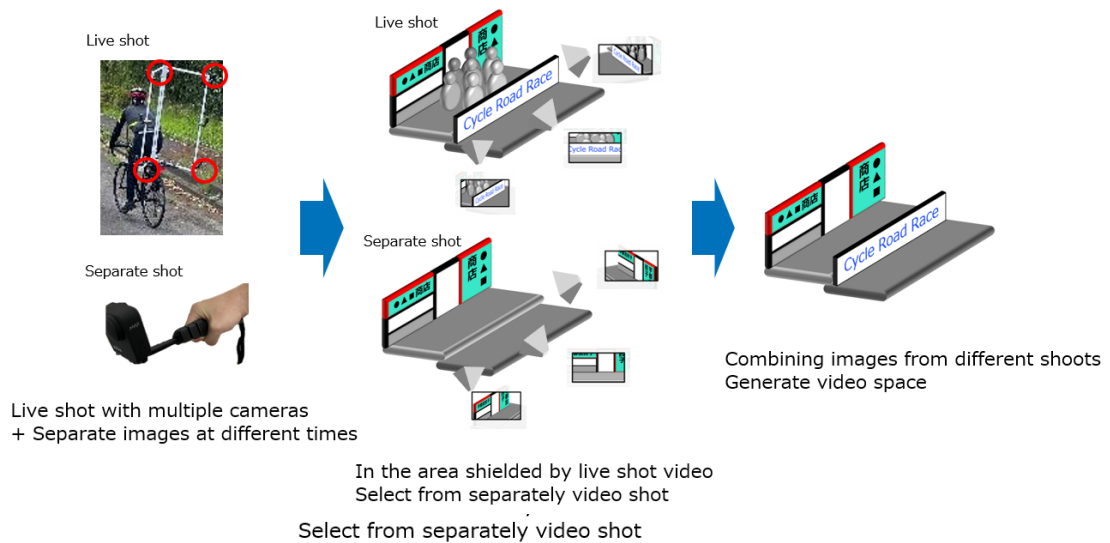 Live shot
Separate shot
Live shot with multiple cameras
+ Separate images at different times
Live shot
●▲■商店
商店●▲■
Cycle Road Race
Cycle Road Race
Cycle Road Rac
Cycle Road Race
Separate shot
●▲■商店
商店●▲■
In the area shielded by live shot video
Select from separately video shot
.
Select from separately video shot
●▲■商店
商店●▲■
Cycle Road Race
Combining images from different shoots
Generate video space